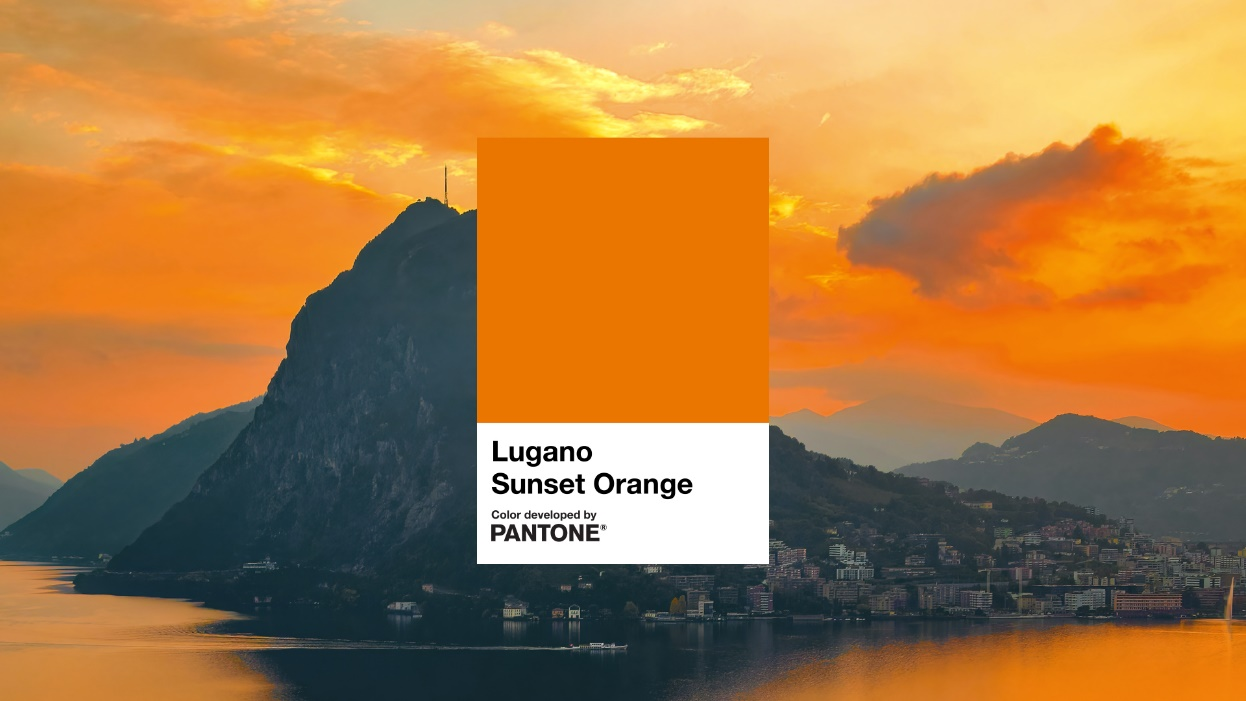 Lugano
Sunset Orange
Color developed by
PANTONE®